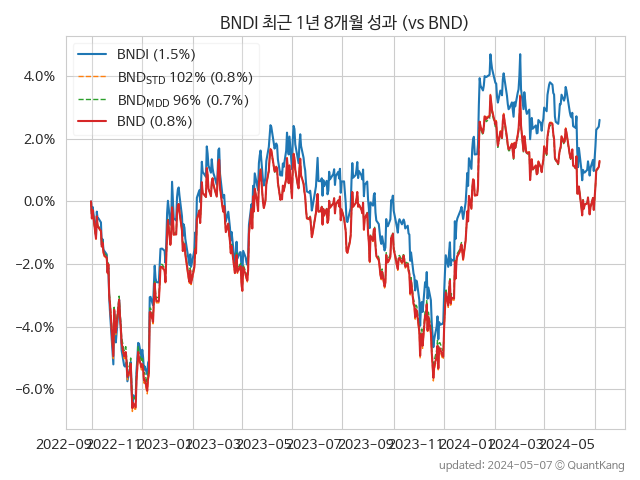 BNDI 최근 1년 8개월 성과 (vs BND)
BNDI (1.5%)
BND_STD 102% (0.8%)
BND_MDD 96% (0.7%)
BND (0.8%)
4.0%
2.0%
0.0%
−2.0%
−4.0%
−6.0%
2022-09 2022-11 2023-01 2023-03 2023-05 2023-07 2023-09 2023-11 2024-01 2024-03 2024-05
updated: 2024-05-07 © QuantKang